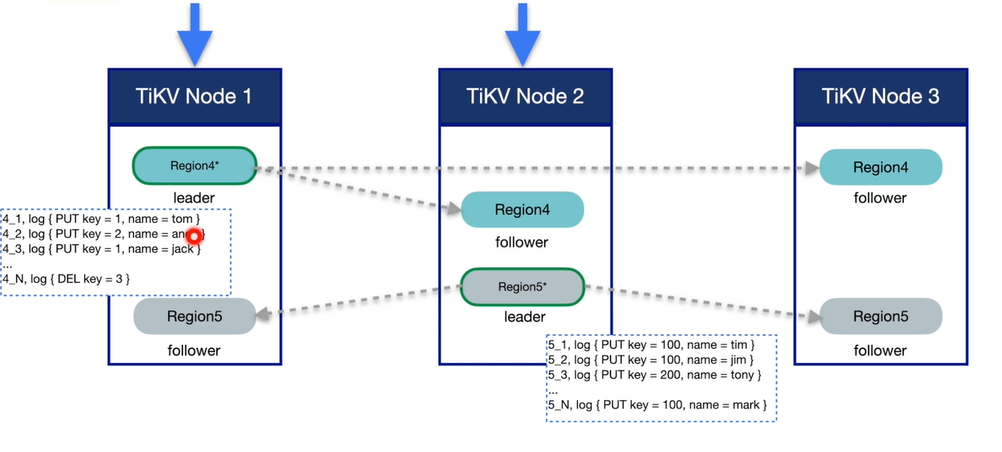 TiKV Node 1
TiKV Node 2
TiKV Node 3
Region4*
leader
Region4
follower
Region4
follower
4_1, log { PUT key = 1, name = tom }
4_2, log { PUT key = 2, name = }
4_3, log { PUT key = 1, name = jack }
...
4_N, log { DEL key = 3 }
Region5*
leader
Region5
follower
Region5
follower
5_1, log { PUT key = 100, name = tim }
5_2, log { PUT key = 100, name = jim }
5_3, log { PUT key = 200, name = tony }
...
5_N, log { PUT key = 100, name = mark }